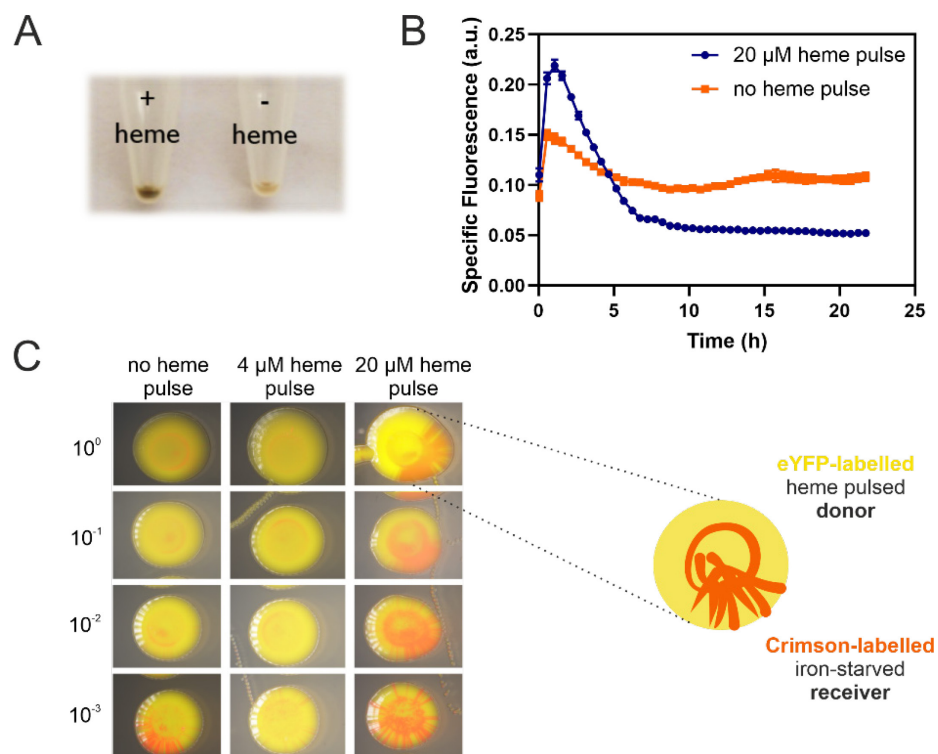 A
+
heme
-
heme
B
Specific Fluorescence (a.u.)
0.25
0.20
0.15
0.10
0.05
0.00
0
5
10
15
20
25
Time (h)
20 µM heme pulse
no heme pulse
C
no heme
pulse
4 µM heme
pulse
20 µM heme
pulse
10⁰
10⁻¹
10⁻²
10⁻³
eYFP-labelled
heme pulsed
donor
Crimson-labelled
iron-starved
receiver